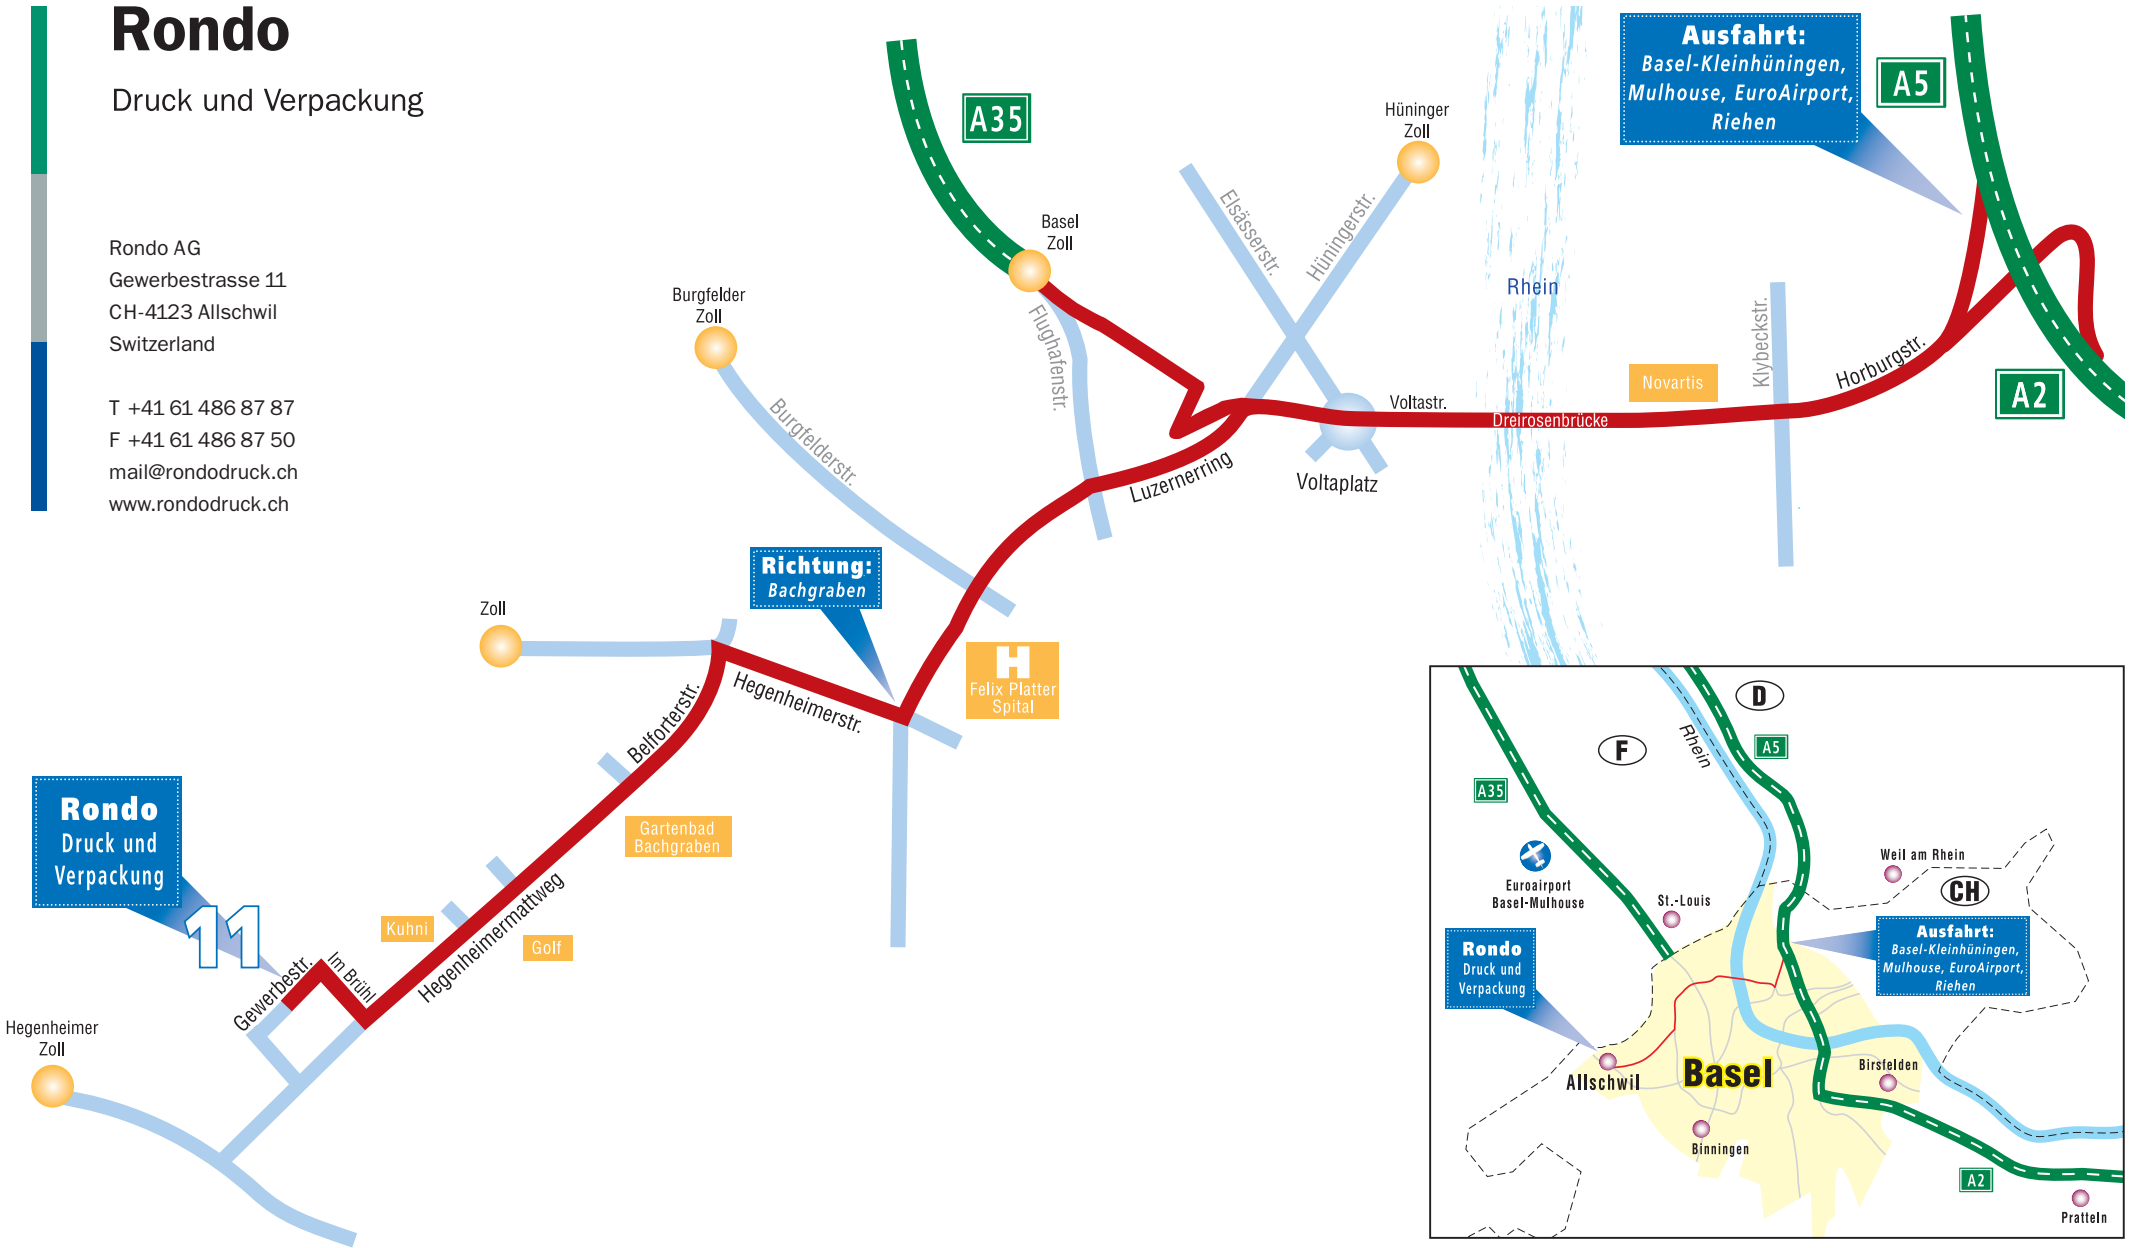 Rondo
Druck und Verpackung
Rondo AG
Gewerbestrasse 11
CH-4123 Allschwil
Switzerland
T +41 61 486 87 87
F +41 61 486 87 50
mail@rondodruck.ch
www.rondodruck.ch
A35
Basel
Zoll
Burgfelder
Zoll
Flughafenstr.
Burgfelderstr.
Elsässerstr.
Hüningerstr.
Hüninger
Zoll
Rhein
Ausfahrt:
Basel-Kleinhüningen,
Mulhouse, EuroAirport,
Riehen
A5
A2
Klybeckstr.
Horburgstr.
Novartis
Voltastr.
Dreirosenbrücke
Voltaplatz
Luzernerring
Richtung:
Bachgraben
H
Felix Platter
Spital
Zoll
Hegenheimerstr.
Belforterstr.
Gartenbad
Bachgraben
Hegenheimermattweg
Kuhni
Golf
Rondo
Druck und
Verpackung
11
Gewerbestr.
Im Brühl
Hegenheimer
Zoll
D
F
Rhein
A5
A35
Euroairport
Basel-Mulhouse
St.-Louis
Weil am Rhein
CH
Ausfahrt:
Basel-Kleinhüningen,
Mulhouse, EuroAirport,
Riehen
Rondo
Druck und
Verpackung
Allschwil
Basel
Birsfelden
Binningen
A2
Pratteln